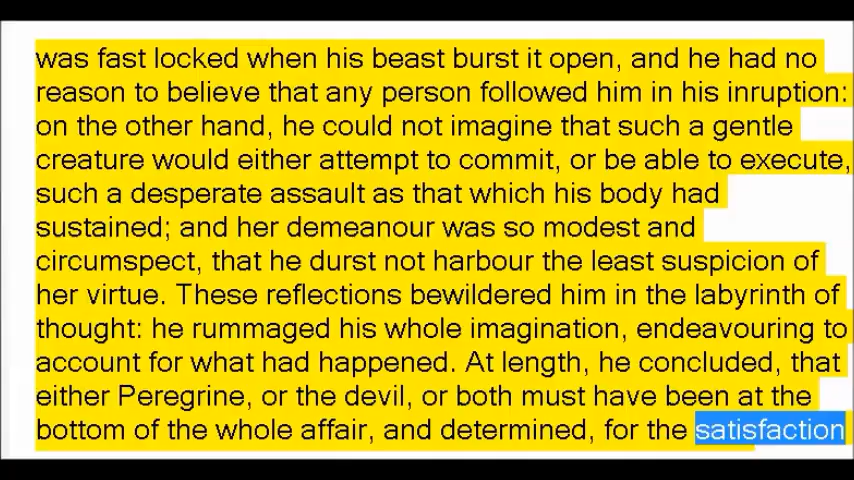 was fast locked when his beast burst it open, and he had no
reason to believe that any person followed him in his inruption:
on the other hand, he could not imagine that such a gentle
creature would either attempt to commit, or be able to execute,
such a desperate assault as that which his body had
sustained; and her demeanour was so modest and
circumspect, that he durst not harbour the least suspicion of
her virtue. These reflections bewildered him in the labyrinth of
thought: he rummaged his whole imagination, endeavouring to
account for what had happened. At length, he concluded, that
either Peregrine, or the devil, or both must have been at the
bottom of the whole affair, and determined, for the satisfaction